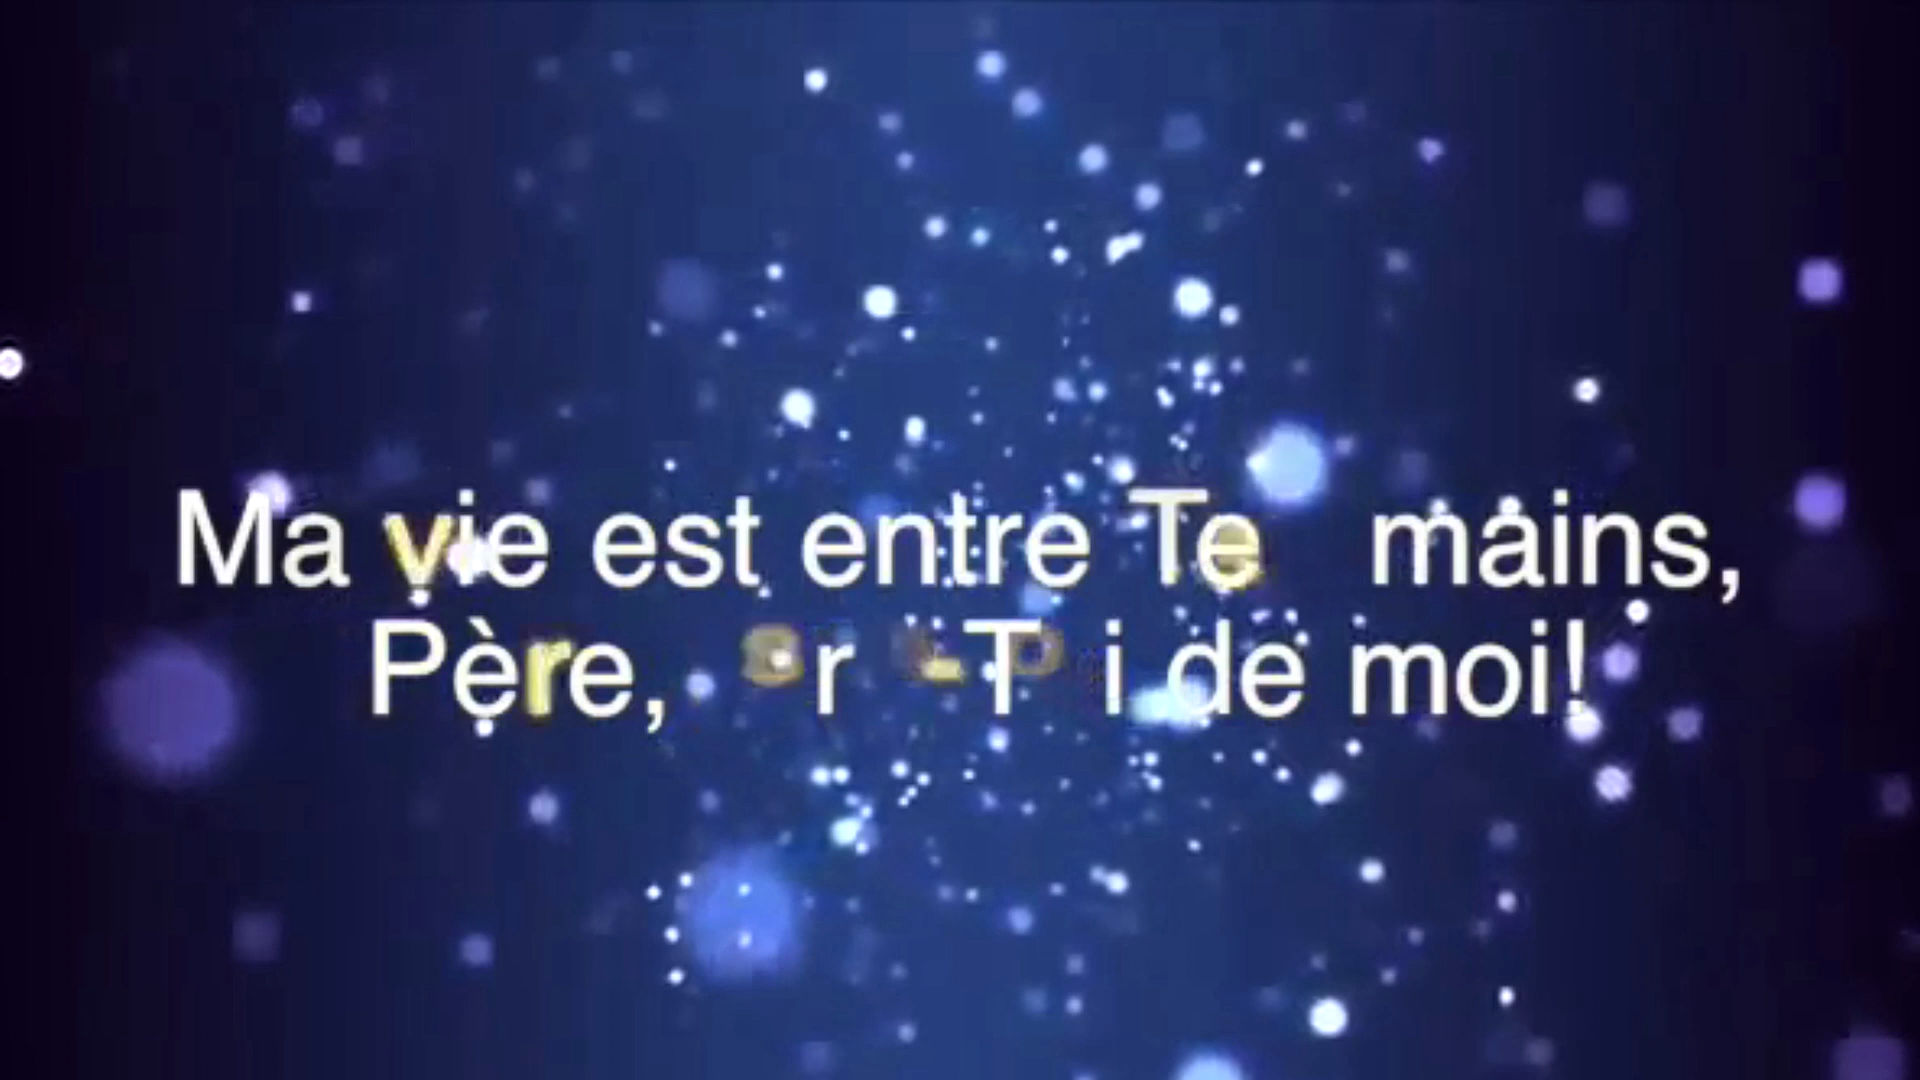 Ma vie est entre Te mains,
Père, de moi!